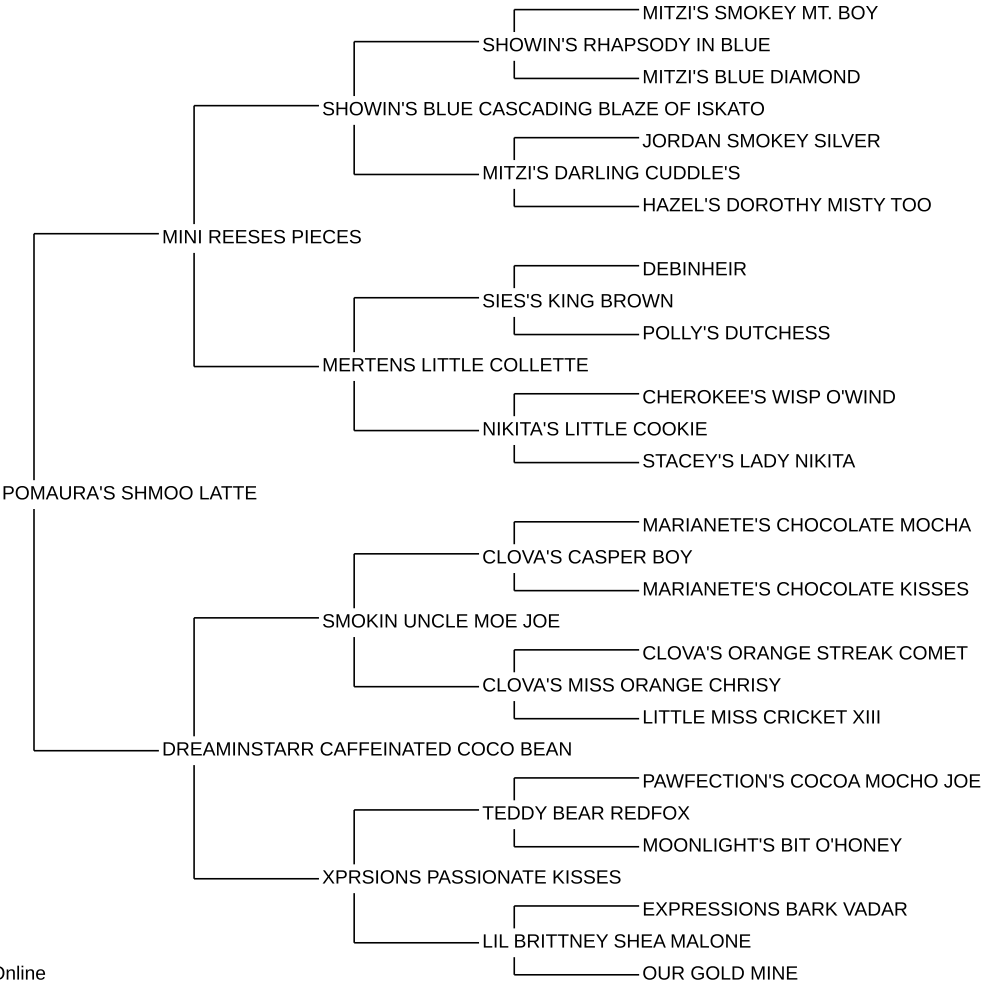 MITZI'S SMOKEY MT. BOY
SHOWIN'S RHAPSODY IN BLUE
MITZI'S BLUE DIAMOND
SHOWIN'S BLUE CASCADING BLAZE OF ISKATO
JORDAN SMOKEY SILVER
MITZI'S DARLING CUDDLE'S
HAZEL'S DOROTHY MISTY TOO
MINI REESES PIECES
DEBINHEIR
SIES'S KING BROWN
POLLY'S DUTCHESS
MERTENS LITTLE COLLETTE
CHEROKEE'S WISP O'WIND
NIKITA'S LITTLE COOKIE
STACEY'S LADY NIKITA
POMAURA'S SHMOO LATTE
MARIANETE'S CHOCOLATE MOCHA
CLOVA'S CASPER BOY
MARIANETE'S CHOCOLATE KISSES
SMOKIN UNCLE MOE JOE
CLOVA'S ORANGE STREAK COMET
CLOVA'S MISS ORANGE CHRISY
LITTLE MISS CRICKET XIII
DREAMINSTARR CAFFEINATED COCO BEAN
PAWFECTION'S COCOA MOCHO JOE
TEDDY BEAR REDFOX
MOONLIGHT'S BIT O'HONEY
XPRSIONS PASSIONATE KISSES
EXPRESSIONS BARK VADAR
LIL BRITTNEY SHEA MALONE
OUR GOLD MINE
Online